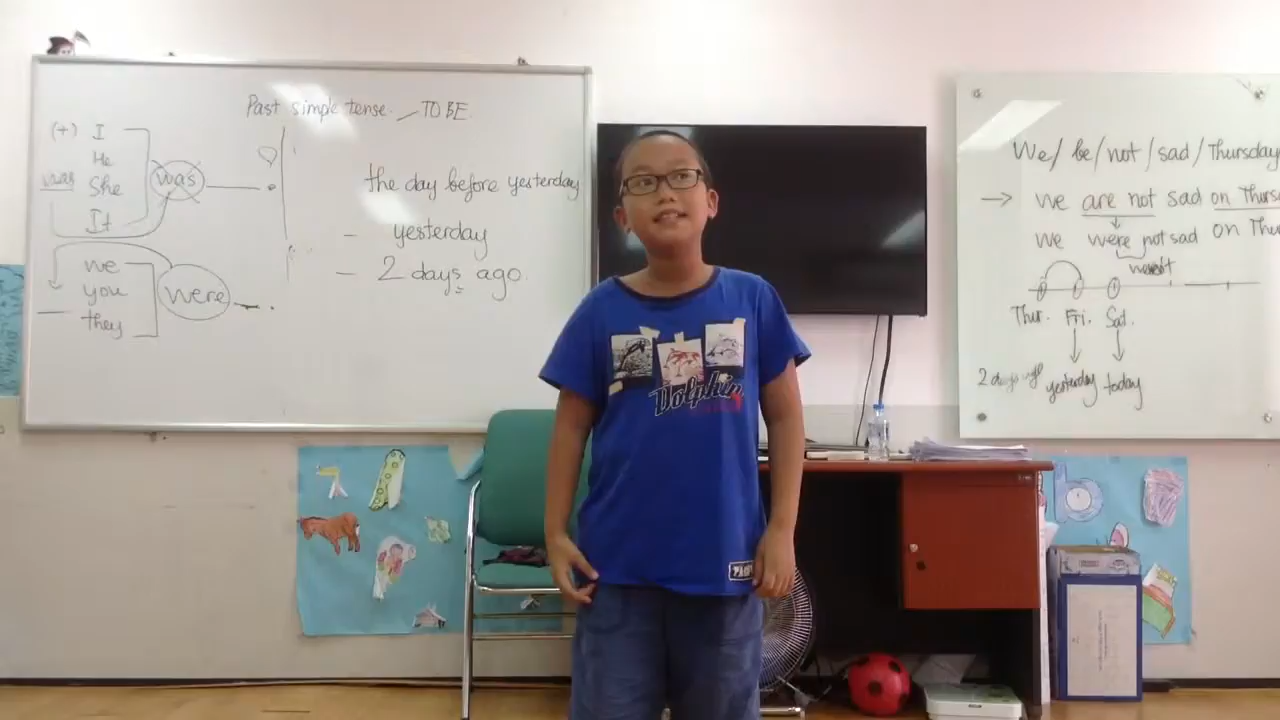 Past simple tense. TO BE
(+) I
He
She
It
was
we
you
they
were
the day before yesterday
- yesterday
- 2 days ago.
Dolphin
We/ be/ not / sad / Thursday
→ We are not sad on Thurs
We were not sad on Thu
weren't
Thur. Fri. Sat.
2 days ago yesterday today